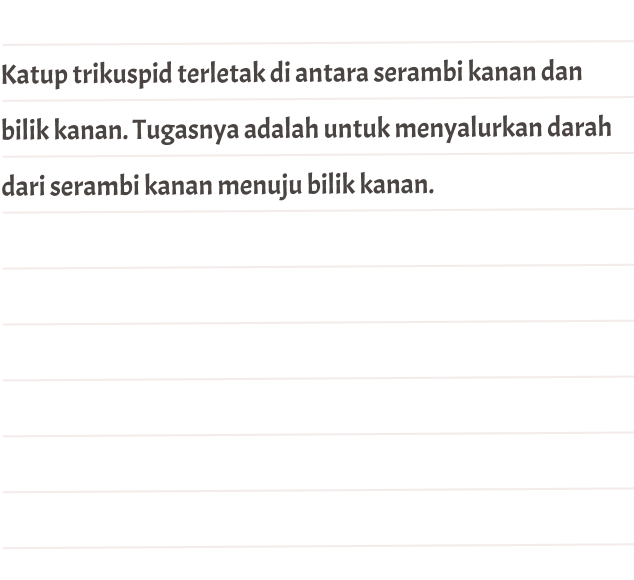 Katup trikuspid terletak di antara serambi kanan dan
bilik kanan. Tugasnya adalah untuk menyalurkan darah
dari serambi kanan menuju bilik kanan.